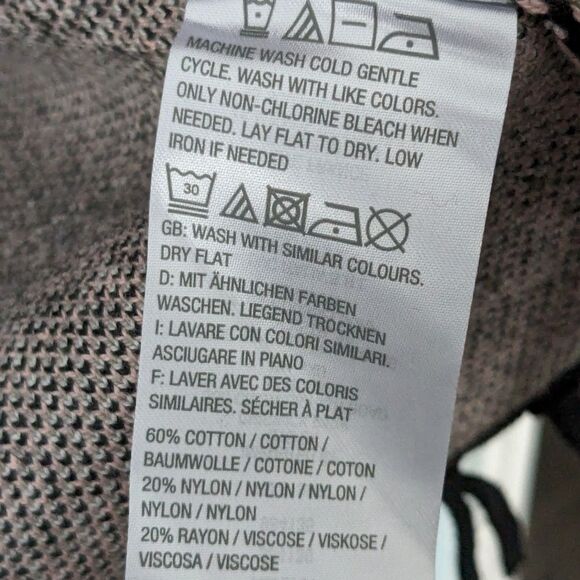 MACHINE WASH COLD GENTLE
CYCLE. WASH WITH LIKE COLORS.
ONLY NON-CHLORINE BLEACH WHEN
NEEDED. LAY FLAT TO DRY. LOW
IRON IF NEEDED
30
GB: WASH WITH SIMILAR COLOURS.
DRY FLAT
D: MIT ÄHNLICHEN FARBEN
WASCHEN. LIEGEND TROCKNEN
I: LAVARE CON COLORI SIMILARI.
ASCIUGARE IN PIANO
F: LAVER AVEC DES COLORIS
SIMILAIRES. SÉCHER À PLAT
60% COTTON / COTTON /
BAUMWOLLE / COTONE / COTON
20% NYLON / NYLON / NYLON /
NYLON / NYLON
20% RAYON / VISCOSE / VISKOSE /
VISCOSA / VISCOSE